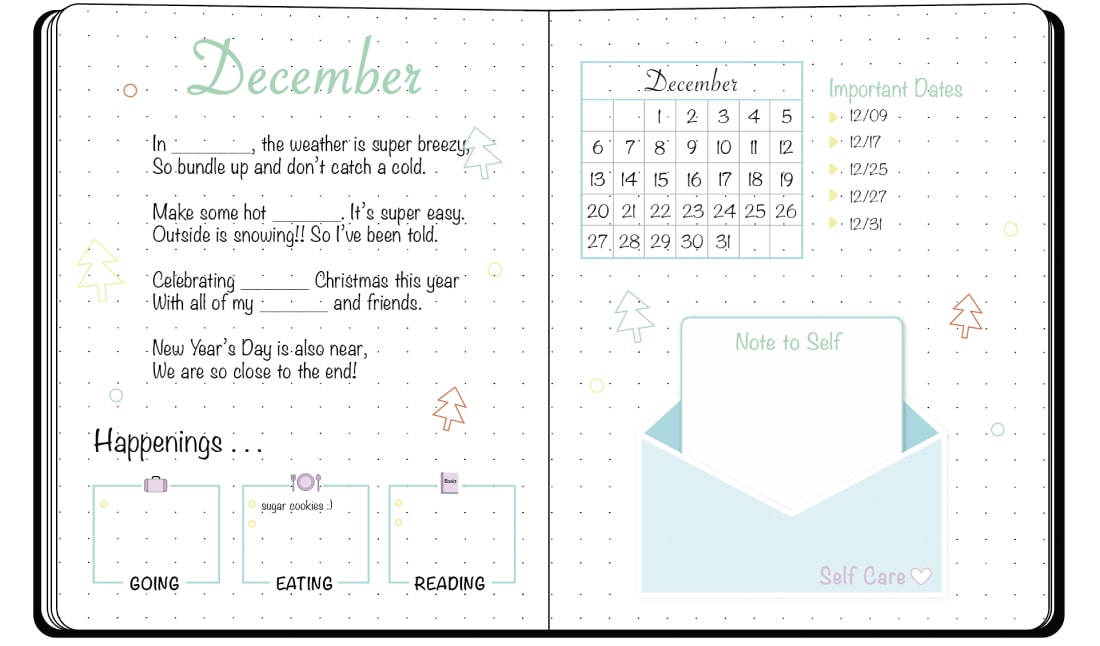 December
In ________, the weather is super breezy,
So bundle up and don't catch a cold.
Make some hot _______. It's super easy.
Outside is snowing!! So I've been told.
Celebrating _______ Christmas this year
With all of my _______ and friends.
New Year's Day is also near,
We are so close to the end!
Happenings . . .
sugar cookies :)
GOING
EATING
READING
December
1 2 3 4 5
6 7 8 9 10 11 12
13 14 15 16 17 18 19
20 21 22 23 24 25 26
27 28 29 30 31
Important Dates
12/09
12/17
12/25
12/27
12/31
Note to Self
Self Care